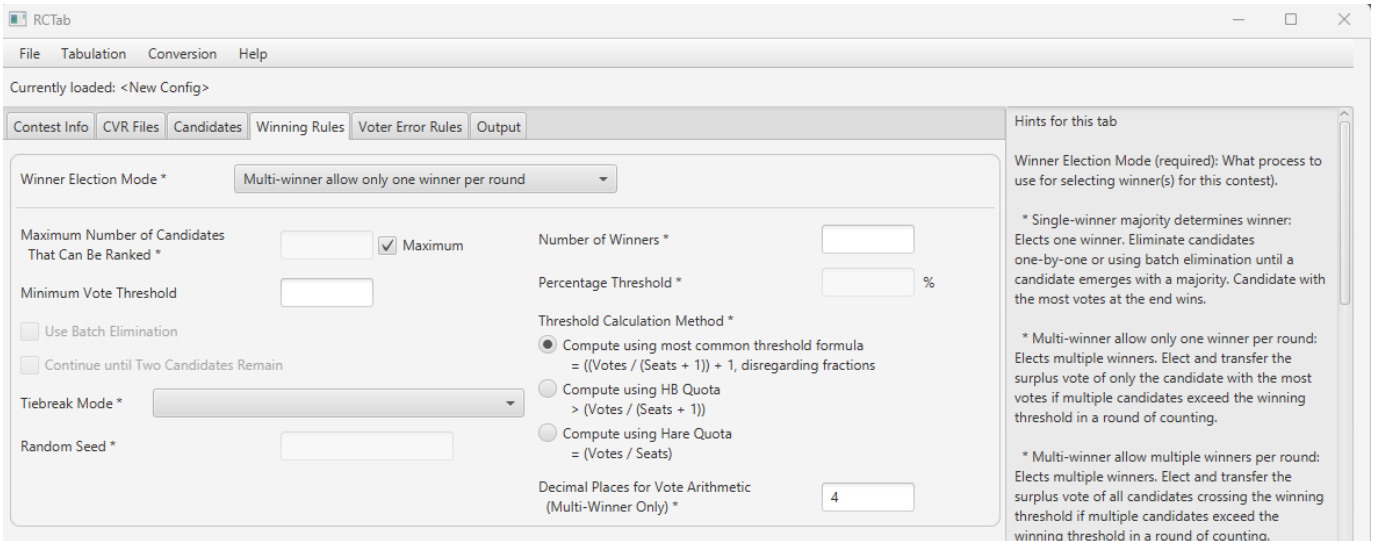 RCTab
File Tabulation Conversion Help
Currently loaded: <New Config>
Contest Info CVR Files Candidates Winning Rules Voter Error Rules Output
Winner Election Mode * Multi-winner allow only one winner per round
Maximum Number of Candidates
That Can Be Ranked *
Maximum
Minimum Vote Threshold
Use Batch Elimination
Continue until Two Candidates Remain
Tiebreak Mode *
Random Seed *
Number of Winners *
Percentage Threshold * %
Threshold Calculation Method *
Compute using most common threshold formula
= ((Votes / (Seats + 1)) + 1, disregarding fractions
Compute using HB Quota
> (Votes / (Seats + 1))
Compute using Hare Quota
= (Votes / Seats)
Decimal Places for Vote Arithmetic
(Multi-Winner Only) *
4
Hints for this tab
Winner Election Mode (required): What process to
use for selecting winner(s) for this contest).
* Single-winner majority determines winner:
Elects one winner. Eliminate candidates
one-by-one or using batch elimination until a
candidate emerges with a majority. Candidate with
the most votes at the end wins.
* Multi-winner allow only one winner per round:
Elects multiple winners. Elect and transfer the
surplus vote of only the candidate with the most
votes if multiple candidates exceed the winning
threshold in a round of counting.
* Multi-winner allow multiple winners per round:
Elects multiple winners. Elect and transfer the
surplus vote of all candidates crossing the winning
threshold if multiple candidates exceed the
winning threshold in a round of counting.